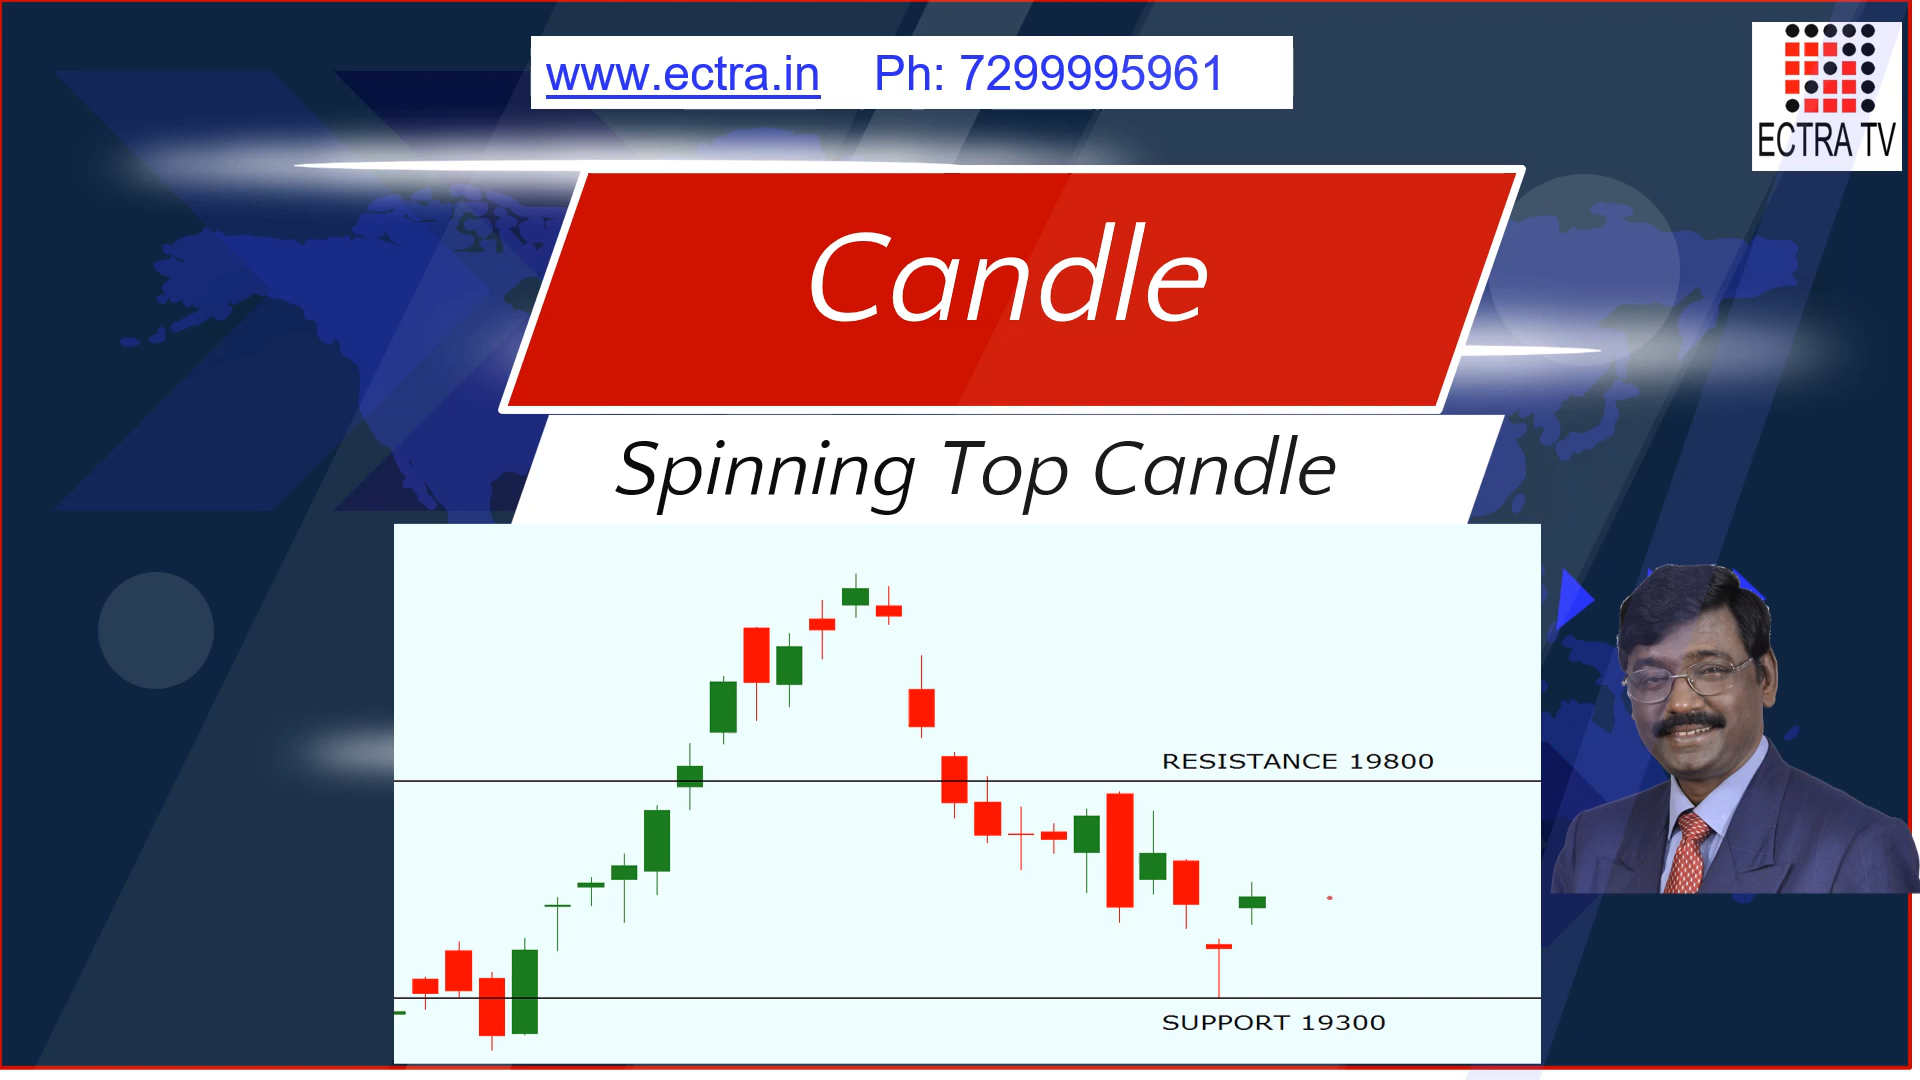 www.ectra.in Ph: 7299995961
ECTRA TV
Candle
Spinning Top Candle
RESISTANCE 19800
SUPPORT 19300